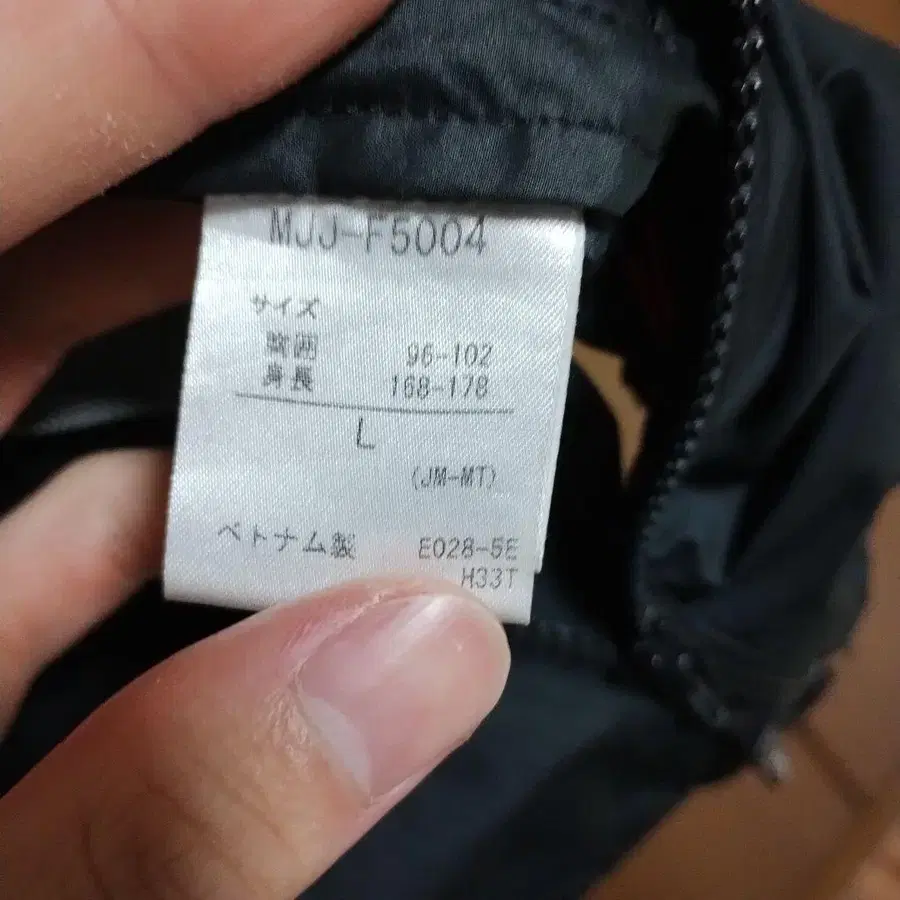 MJJ-F5004
サイズ
胸囲 96-102
身長 168-178
L
(JM-MT)
ベトナム製 E028-5E
H33T